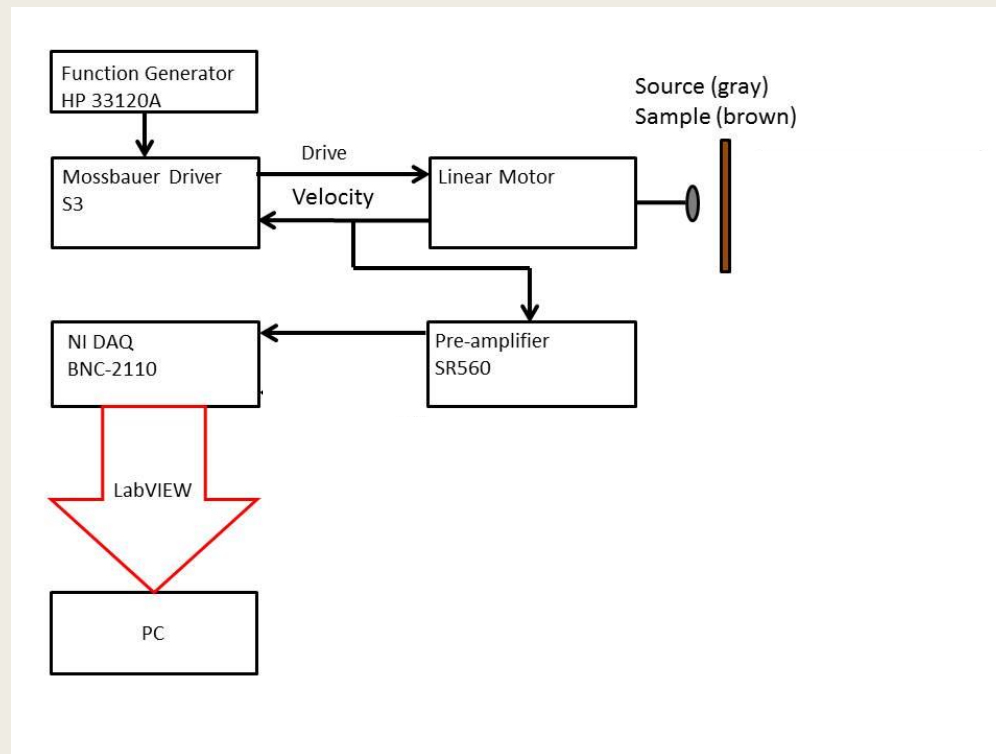 Function Generator
HP 33120A
Source (gray)
Sample (brown)
Drive
Mossbauer Driver
S3
Linear Motor
Velocity
NI DAQ
BNC-2110
Pre-amplifier
SR560
LabVIEW
PC